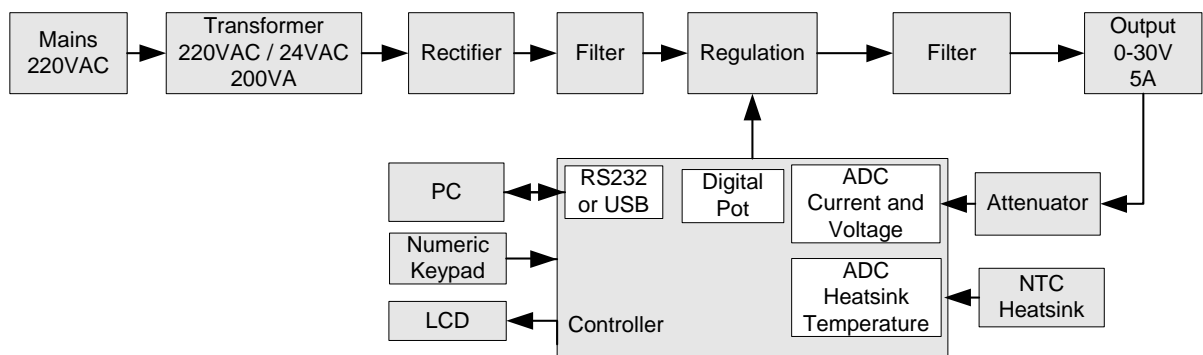 Mains
220VAC
Transformer
220VAC / 24VAC
200VA
Rectifier
Filter
Regulation
Filter
Output
0-30V
5A
PC
RS232
or USB
Digital
Pot
ADC
Current and
Voltage
Attenuator
Numeric
Keypad
ADC
Heatsink
Temperature
NTC
Heatsink
LCD
Controller